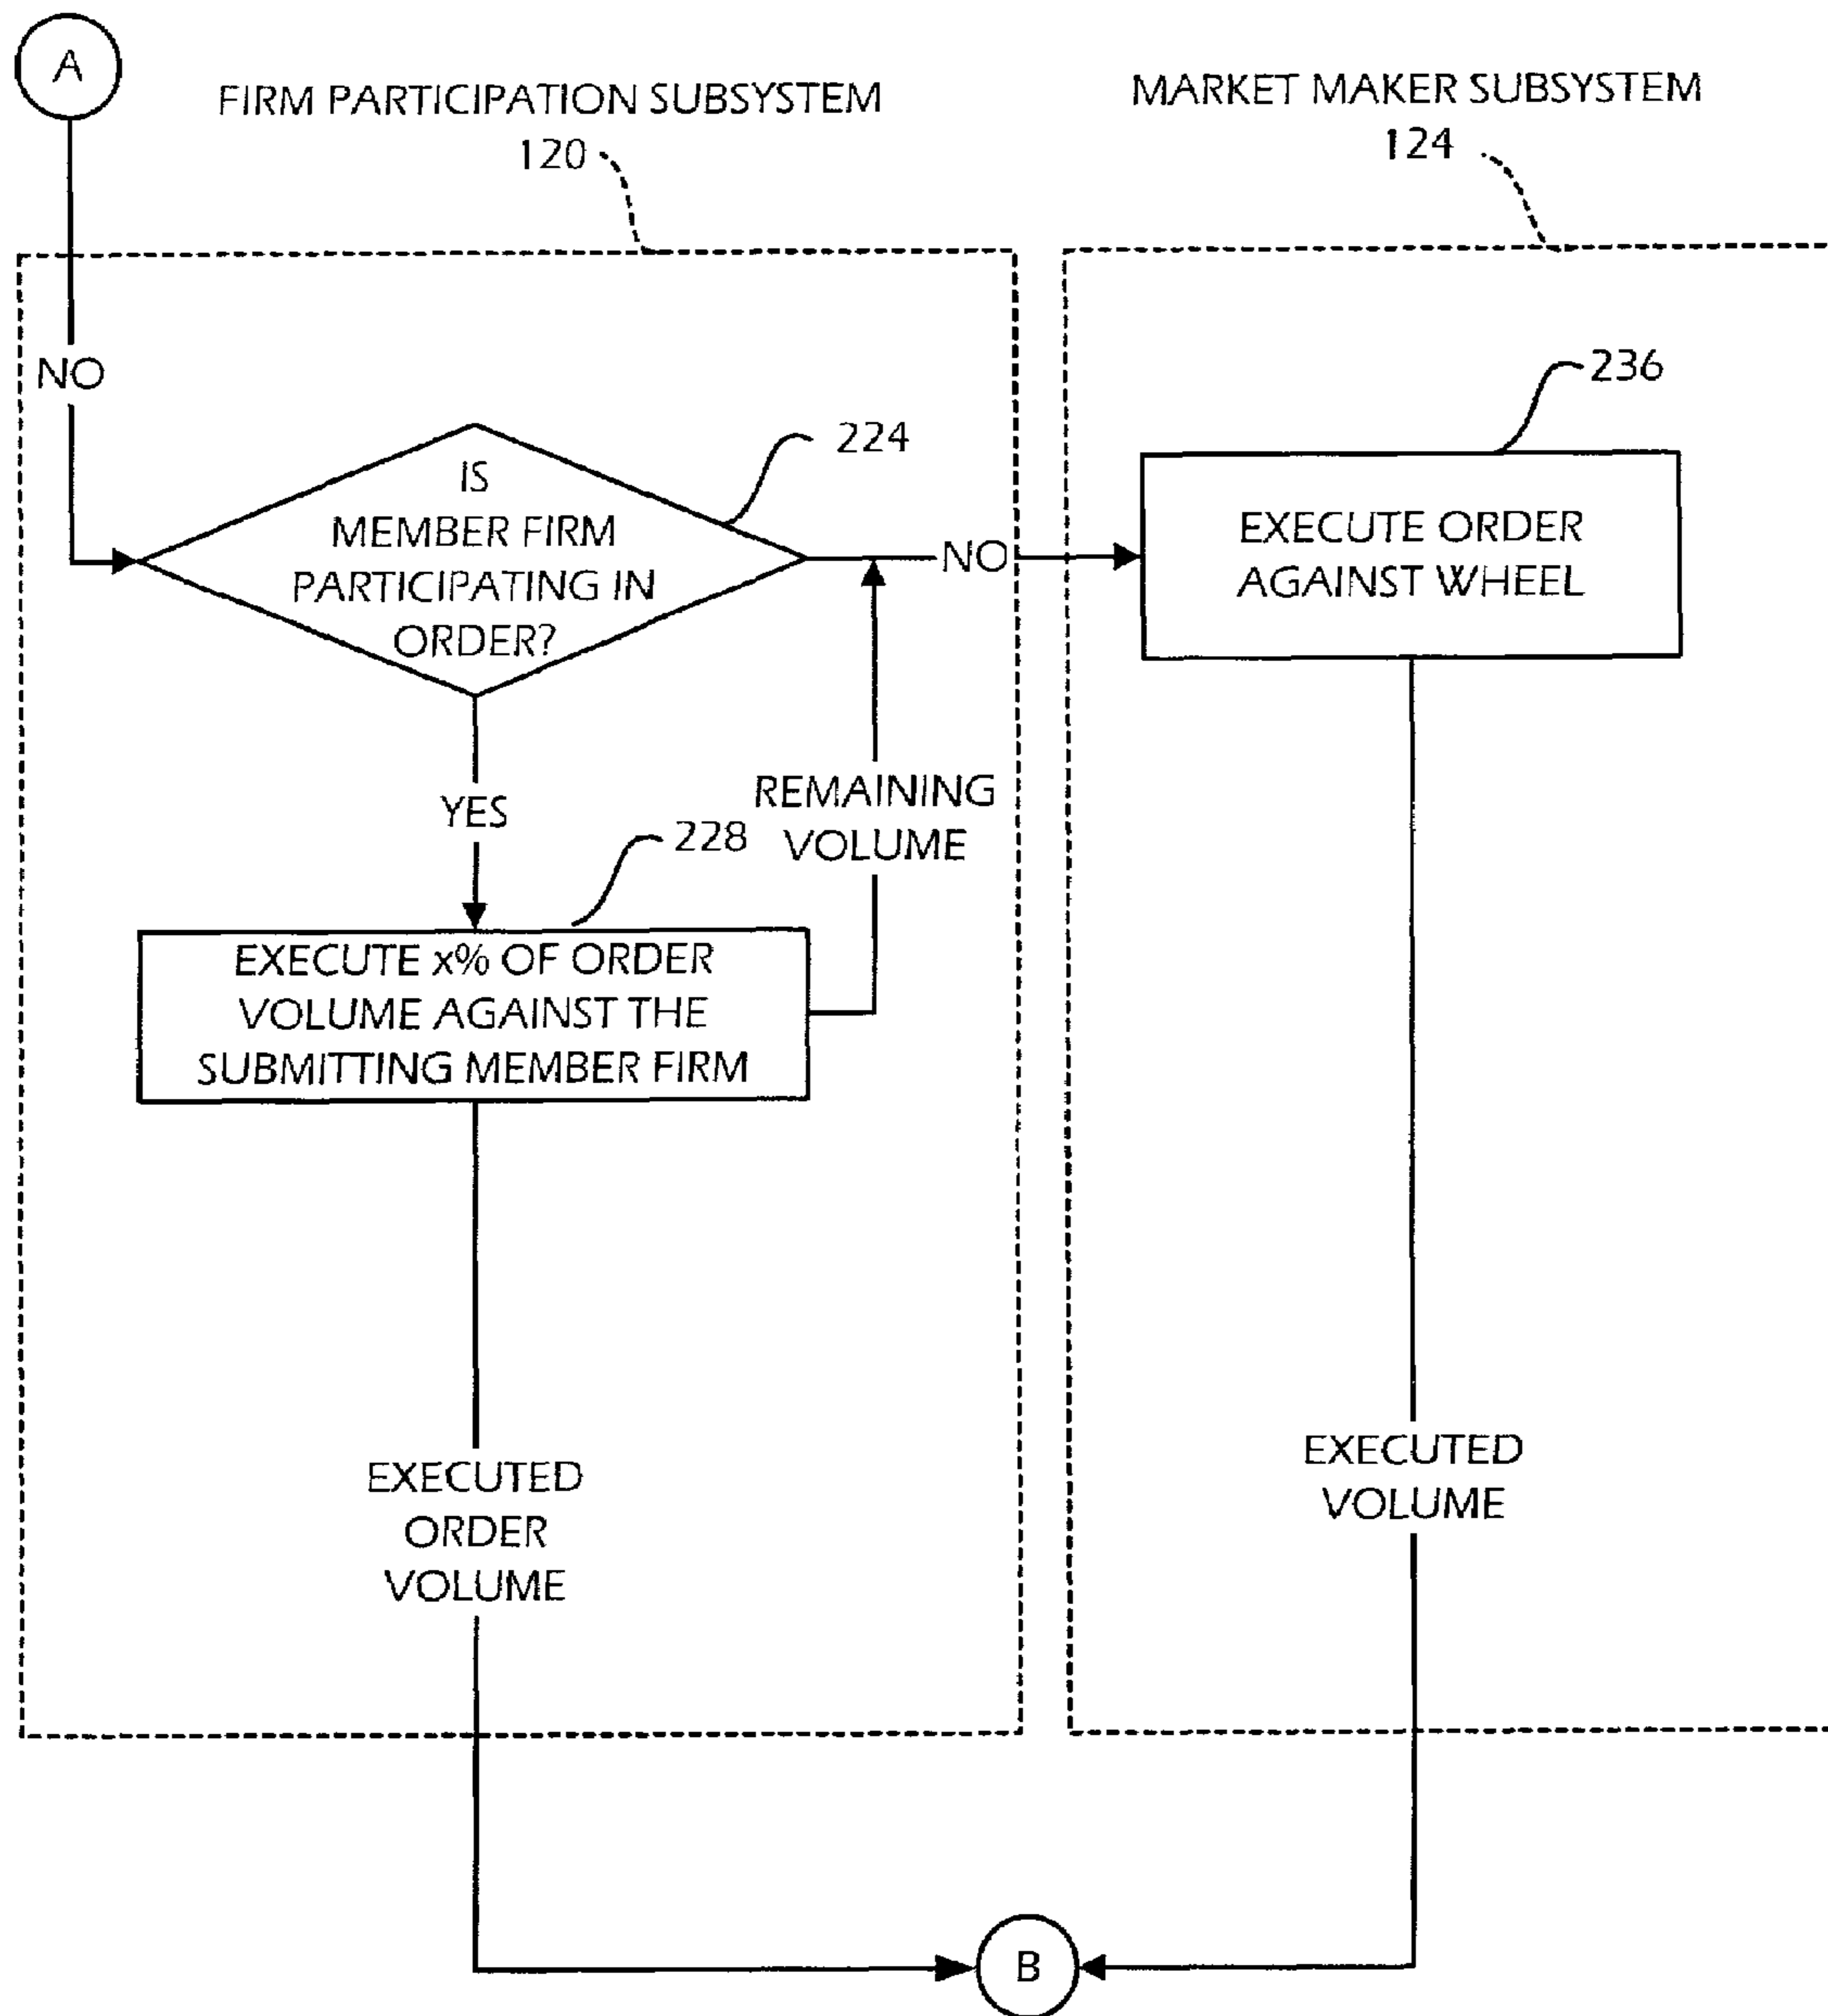 A
FIRM PARTICIPATION SUBSYSTEM
120
MARKET MAKER SUBSYSTEM
124
NO
224
IS
MEMBER FIRM
PARTICIPATING IN
ORDER?
NO
236
EXECUTE ORDER
AGAINST WHEEL
YES
REMAINING
VOLUME
228
EXECUTE x% OF ORDER
VOLUME AGAINST THE
SUBMITTING MEMBER FIRM
EXECUTED
ORDER
VOLUME
EXECUTED
VOLUME
B